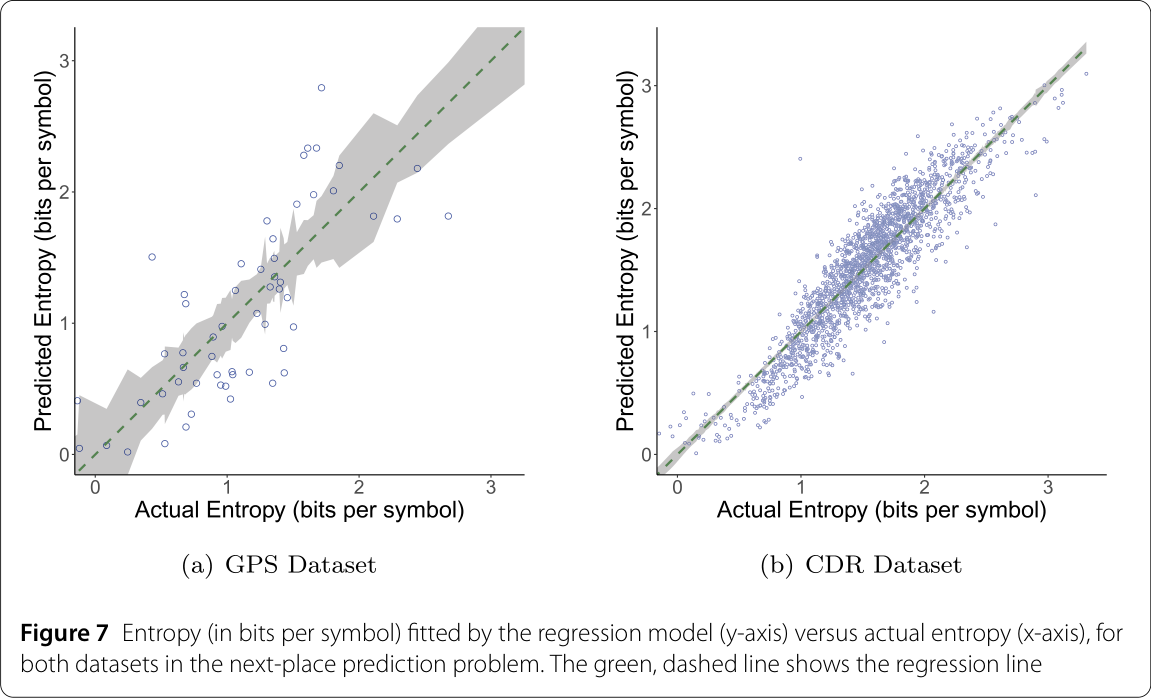 Predicted Entropy (bits per symbol)
3
2
1
0
0 1 2 3
Actual Entropy (bits per symbol)
(a) GPS Dataset
Predicted Entropy (bits per symbol)
3
2
1
0
0 1 2 3
Actual Entropy (bits per symbol)
(b) CDR Dataset
Figure 7 Entropy (in bits per symbol) fitted by the regression model (y-axis) versus actual entropy (x-axis), for
both datasets in the next-place prediction problem. The green, dashed line shows the regression line